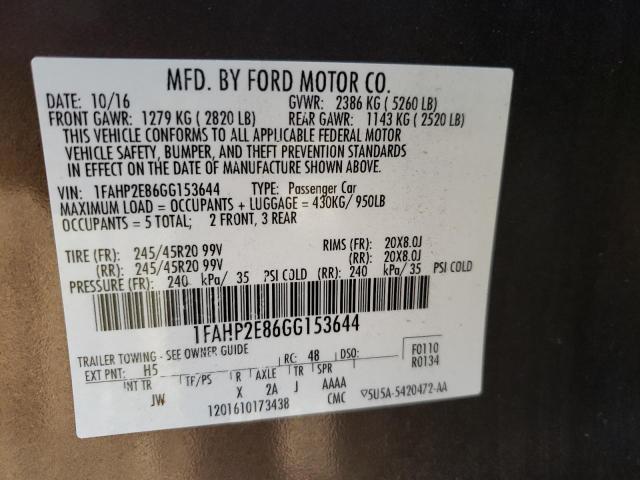 MFD. BY FORD MOTOR CO.
DATE: 10/16 GVWR: 2386 KG ( 5260 LB)
FRONT GAWR: 1279 KG ( 2820 LB) REAR GAWR: 1143 KG ( 2520 LB)
THIS VEHICLE CONFORMS TO ALL APPLICABLE FEDERAL MOTOR
VEHICLE SAFETY, BUMPER, AND THEFT PREVENTION STANDARDS
IN EFFECT ON THE DATE OF MANUFACTURE SHOWN ABOVE.
VIN: 1FAHP2E86GG153644 TYPE: Passenger Car
MAXIMUM LOAD = OCCUPANTS + LUGGAGE = 430KG/ 950LB
OCCUPANTS = 5 TOTAL; 2 FRONT, 3 REAR
TIRE (FR): 245/45R20 99V RIMS (FR): 20X8.0J
(RR): 245/45R20 99V (RR): 20X8.0J
PRESSURE (FR): 240 kPa/ 35 PSI COLD (RR): 240 kPa/ 35 PSI COLD
1FAHP2E86GG153644
TRAILER TOWING - SEE OWNER GUIDE
EXT PNT: H5 RC: 48 DSO: F0110
R0134
INT TR TF/PS R AXLE TR SPR
JW X 2A J AAAA
1201610173438 CMC ▽5U5A-5420472-AA